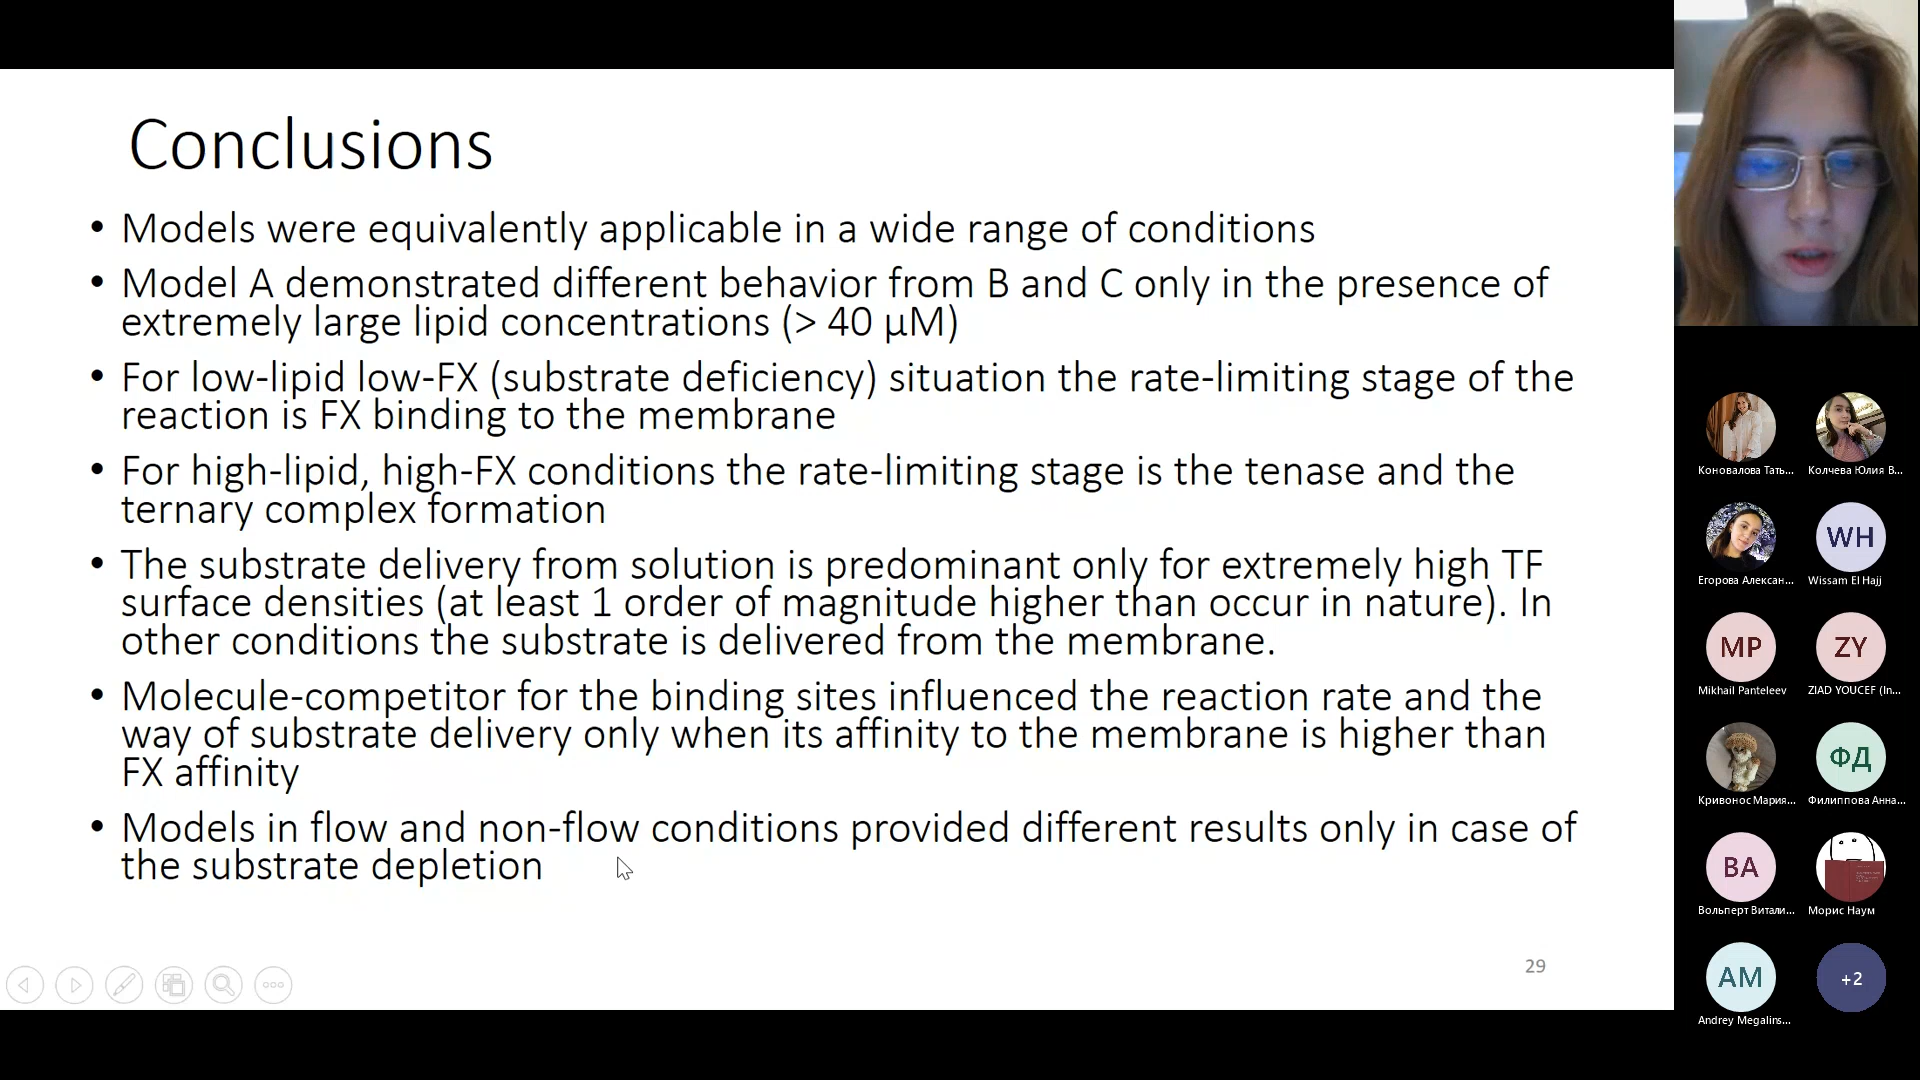 Conclusions
• Models were equivalently applicable in a wide range of conditions
• Model A demonstrated different behavior from B and C only in the presence of
extremely large lipid concentrations (> 40 µM)
• For low-lipid low-FX (substrate deficiency) situation the rate-limiting stage of the
reaction is FX binding to the membrane
• For high-lipid, high-FX conditions the rate-limiting stage is the tenase and the
ternary complex formation
• The substrate delivery from solution is predominant only for extremely high TF
surface densities (at least 1 order of magnitude higher than occur in nature). In
other conditions the substrate is delivered from the membrane.
• Molecule-competitor for the binding sites influenced the reaction rate and the
way of substrate delivery only when its affinity to the membrane is higher than
FX affinity
• Models in flow and non-flow conditions provided different results only in case of
the substrate depletion
29
Коновалова Тать...
Колчева Юлия В...
Егорова Алексан...
WH
Wissam El Hajj
MP
Mikhail Panteleev
ZY
ZIAD YOUCEF (In...
Кривонос Мария...
ФД
Филиппова Анна...
ВА
Вольперт Витали...
Морис Наум
AM
Andrey Megalins...
+2